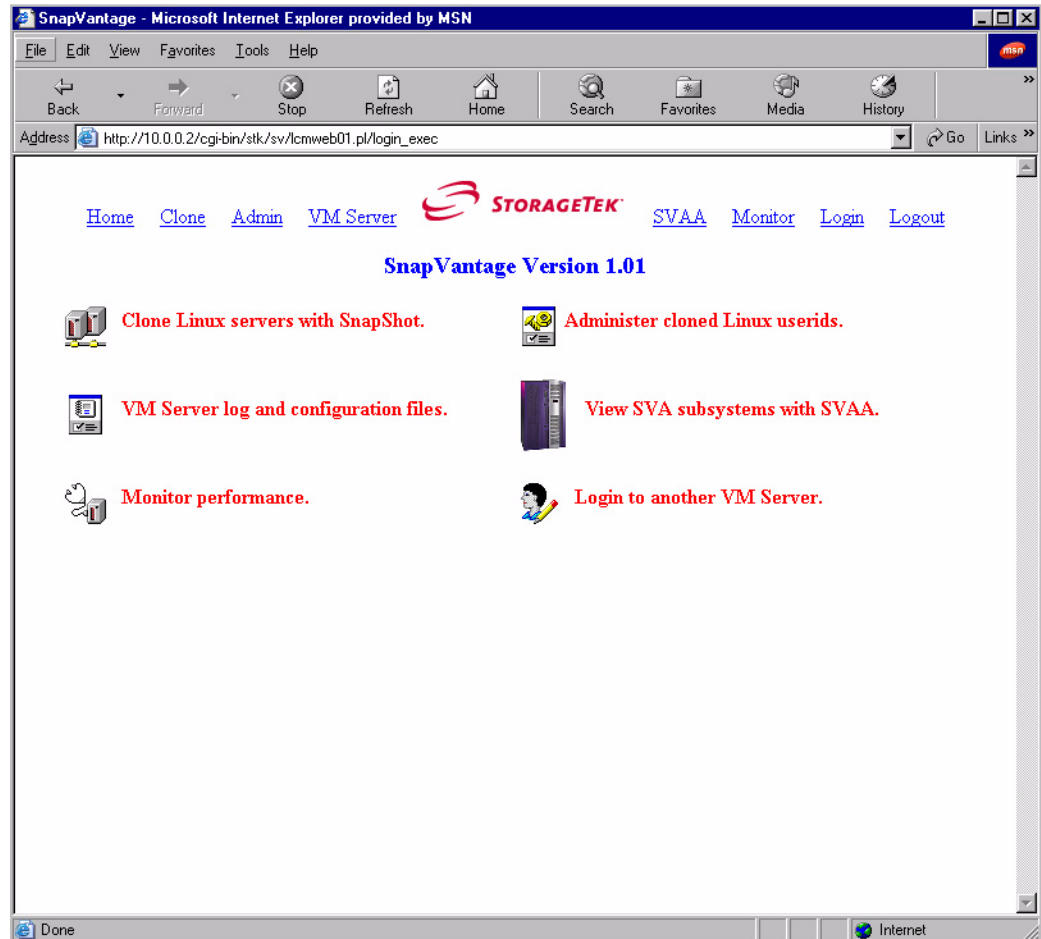 SnapVantage - Microsoft Internet Explorer provided by MSN
File Edit View Favorites Tools Help
msn
Back Forward Stop Refresh Home Search Favorites Media History »
Address http://10.0.0.2/cgi-bin/stk/sv/lcmweb01.pl/login_exec Go Links »
Home Clone Admin VM Server STORAGETEK SVAA Monitor Login Logout
SnapVantage Version 1.01
Clone Linux servers with SnapShot. Administer cloned Linux userids.
VM Server log and configuration files. View SVA subsystems with SVAA.
Monitor performance. Login to another VM Server.
Done Internet